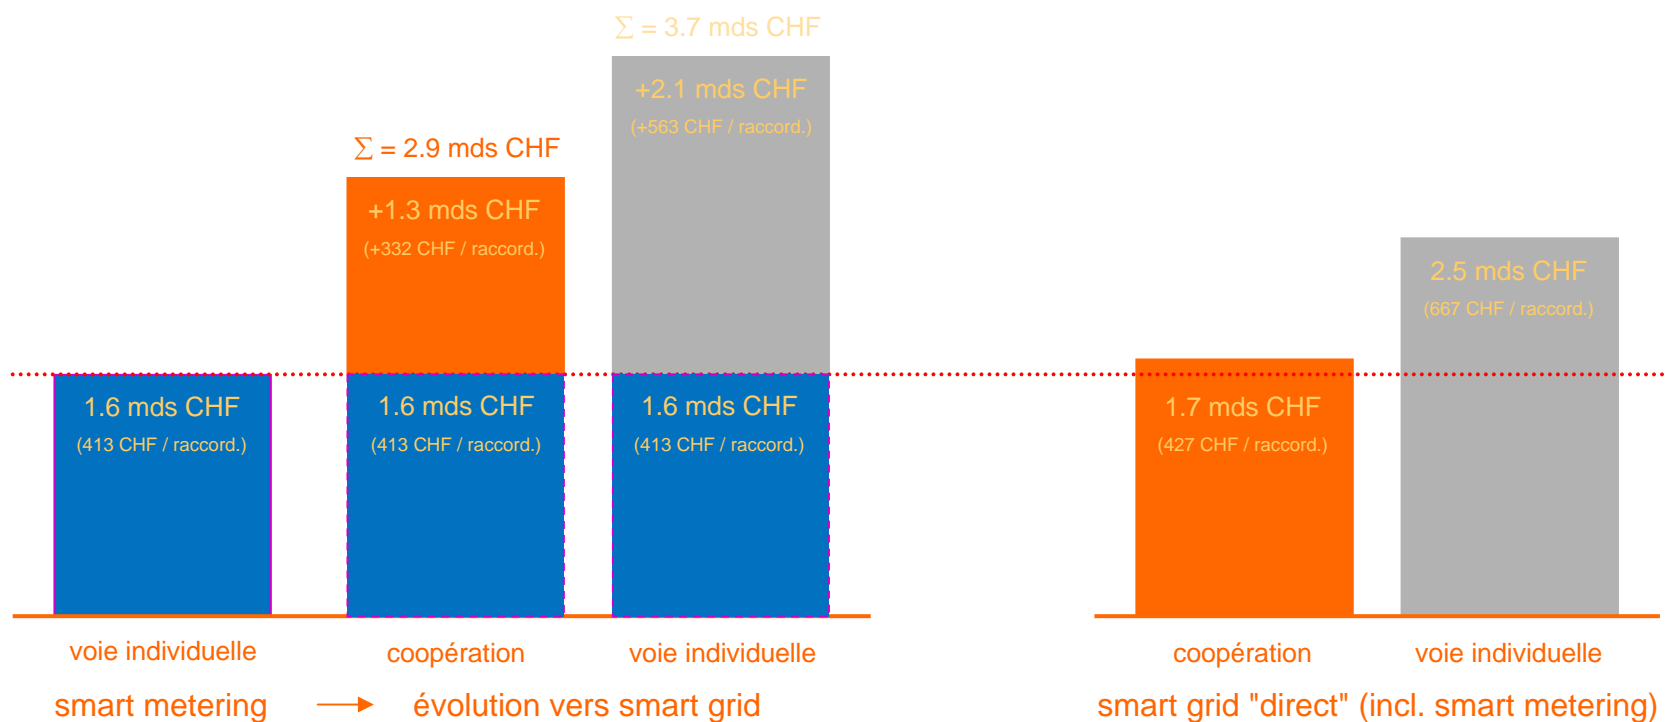 Σ = 3.7 mds CHF
+2.1 mds CHF
(+563 CHF / raccord.)
Σ = 2.9 mds CHF
+1.3 mds CHF
(+332 CHF / raccord.)
2.5 mds CHF
(667 CHF / raccord.)
1.6 mds CHF
(413 CHF / raccord.)
1.6 mds CHF
(413 CHF / raccord.)
1.6 mds CHF
(413 CHF / raccord.)
1.7 mds CHF
(427 CHF / raccord.)
voie individuelle
coopération
voie individuelle
coopération
voie individuelle
smart metering → évolution vers smart grid
smart grid "direct" (incl. smart metering)